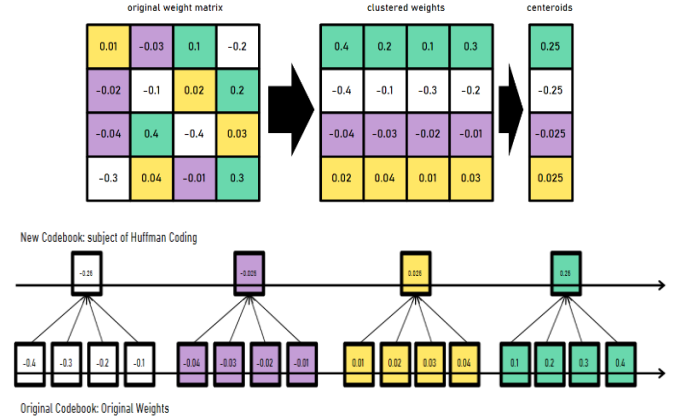 original weight matrix clustered weights centeroids
0.01 -0.03 0.1 -0.2 0.4 0.2 0.1 0.3 0.25
-0.02 -0.1 0.02 0.2 -0.4 -0.1 -0.3 -0.2 -0.25
-0.04 0.4 -0.4 0.03 -0.04 -0.03 -0.02 -0.01 -0.025
-0.3 0.04 -0.01 0.3 0.02 0.04 0.01 0.03 0.025
New Codebook: subject of Huffman Coding
-0.25 -0.025 0.025 0.25
-0.4 -0.3 -0.2 -0.1 -0.04 -0.03 -0.02 -0.01 0.01 0.02 0.03 0.04 0.1 0.2 0.3 0.4
Original Codebook: Original Weights